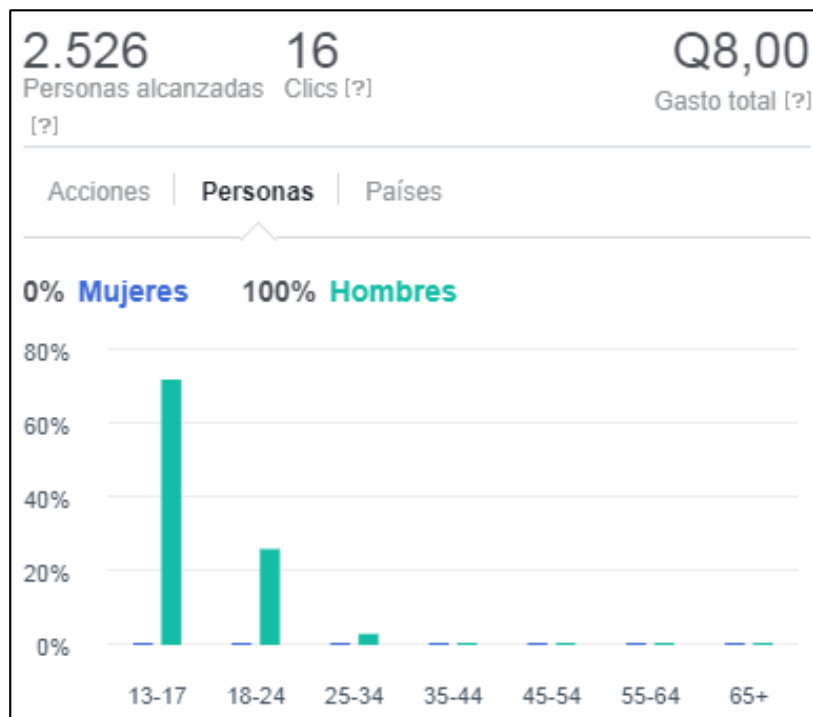 2.526 16 Q8,00
Personas alcanzadas Clics [?] Gasto total [?]
[?]
Acciones Personas Países
0% Mujeres 100% Hombres
80%
60%
40%
20%
0%
13-17 18-24 25-34 35-44 45-54 55-64 65+